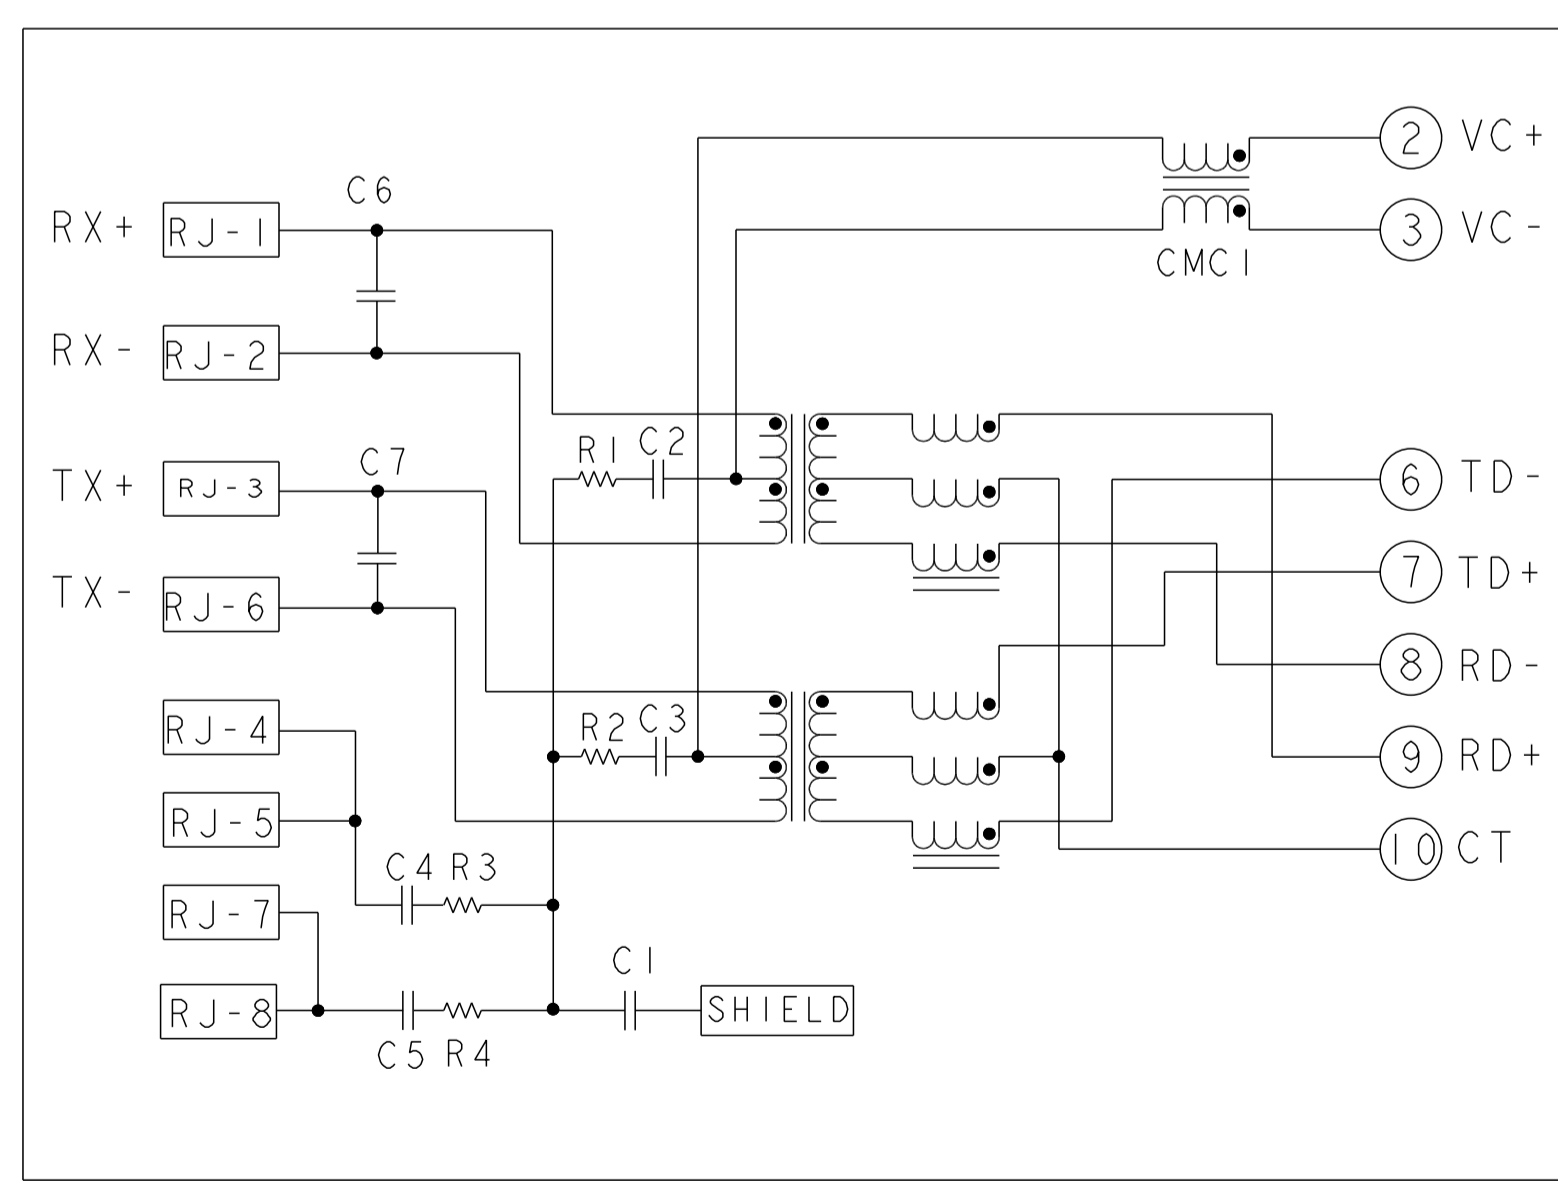 2 VC+
C6
RX+ RJ-1 3 VC-
CMC1
RX- RJ-2
R1 C2
C7
TX+ RJ-3 6 TD-
7 TD+
TX- RJ-6
8 RD-
R2 C3
RJ-4 9 RD+
RJ-5 10 CT
C4 R3
RJ-7
C1
RJ-8 SHIELD
C5 R4